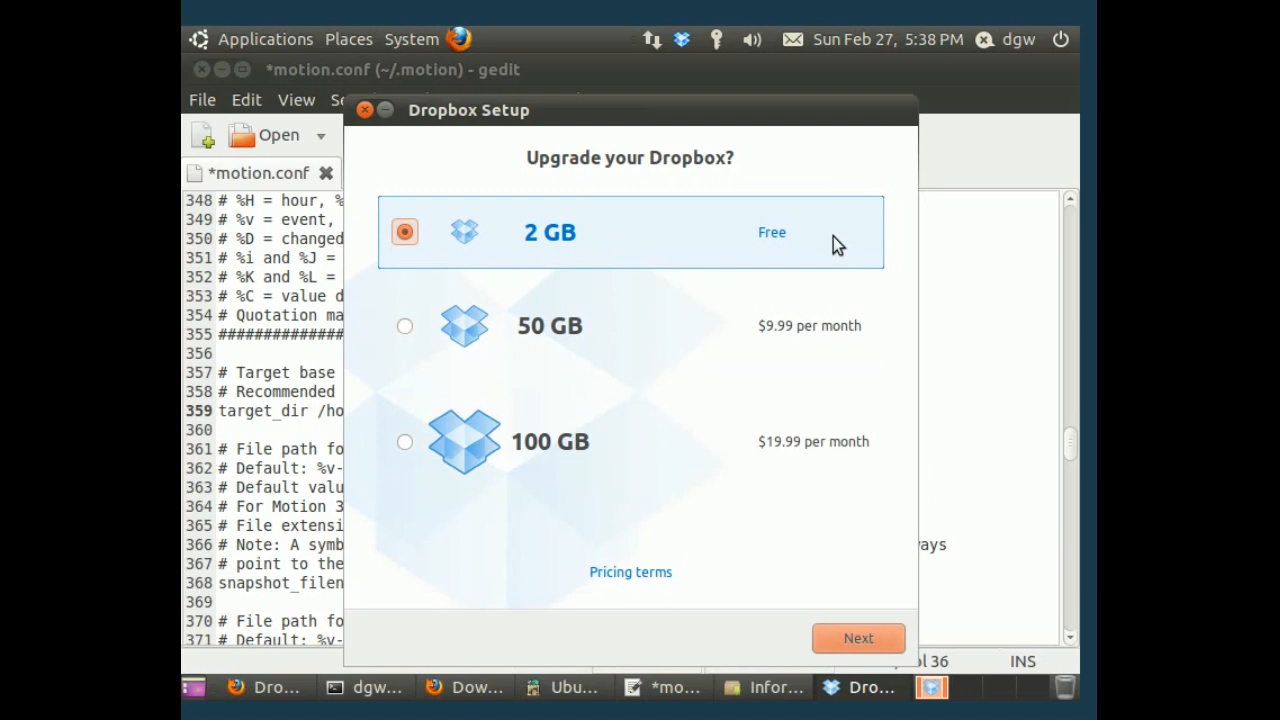 Applications Places System Sun Feb 27, 5:38 PM dgw
*motion.conf (~/.motion) - gedit
File Edit View
Dropbox Setup
Open
Upgrade your Dropbox?
*motion.conf
348 # %H = hour, %
349 # %v = event,
350 # %D = changed
351 # %i and %J =
352 # %K and %L =
353 # %C = value d
354 # Quotation ma
355 #############
356
357 # Target base
358 # Recommended
359 target_dir /ho
360
361 # File path fo
362 # Default: %v-
363 # Default valu
364 # For Motion 3
365 # File extensi
366 # Note: A symb
367 # point to the
368 snapshot_filen
369
370 # File path fo
371 # Default: %v-
2 GB Free
50 GB $9.99 per month
100 GB $19.99 per month
Pricing terms
ways
Next
ol 36 INS
Dro... dgw... Dow... Ubu... *mo... Infor... Dro...